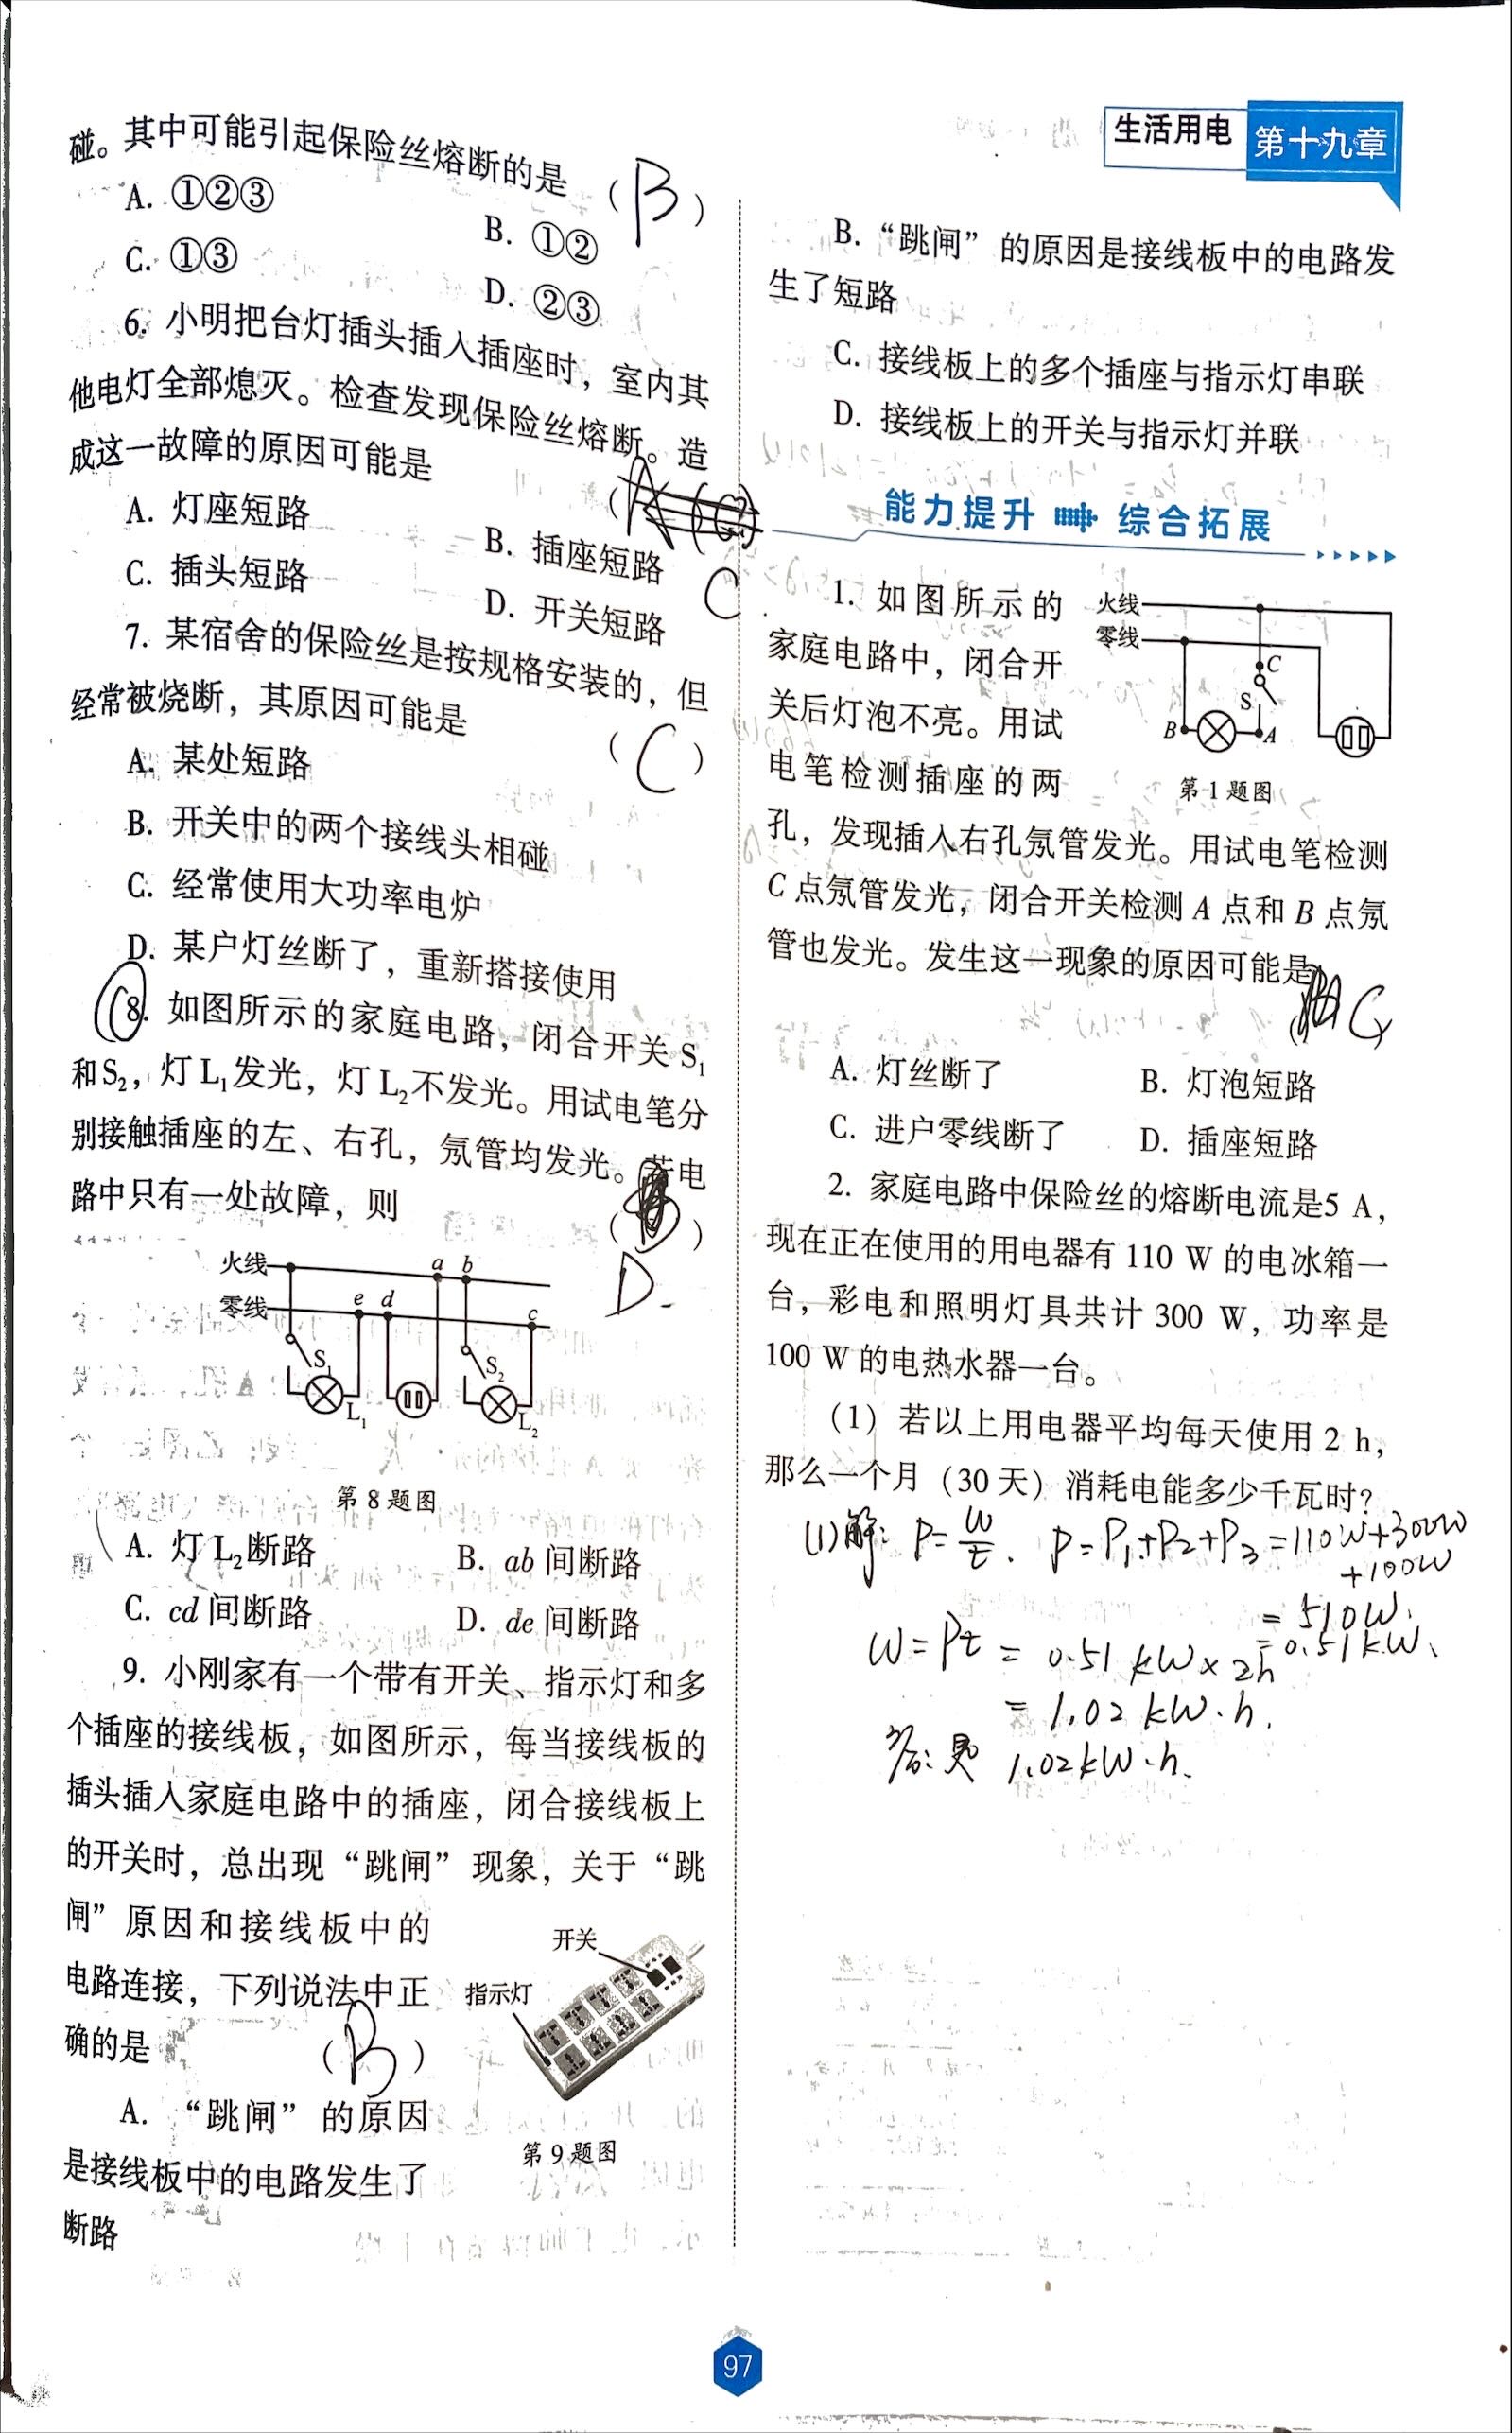 生活用电 第十九章
碰。其中可能引起保险丝熔断的是 (B)
A. ①②③
B. ①②
C. ①③
D. ②③
6. 小明把台灯插头插入插座时，室内其
他电灯全部熄灭。检查发现保险丝熔断。造
成这一故障的原因可能是 (
C
A. 灯座短路
B. 插座短路
C. 插头短路
D. 开关短路
7. 某宿舍的保险丝是按规格安装的，但
经常被烧断，其原因可能是 (C)
A. 某处短路
B. 开关中的两个接线头相碰
C. 经常使用大功率电炉
D. 某户灯丝断了，重新搭接使用
8. 如图所示的家庭电路，闭合开关S₁
和S₂，灯L₁发光，灯L₂不发光。用试电笔分
别接触插座的左、右孔，氖管均发光。若电
路中只有一处故障，则 ( )
D
火线
零线
a b
e d
c
S₁
S₂
L₁
L₂
第8题图
A. 灯L₂断路
B. ab 间断路
C. cd 间断路
D. de 间断路
9. 小刚家有一个带有开关、指示灯和多
个插座的接线板，如图所示，每当接线板的
插头插入家庭电路中的插座，闭合接线板上
的开关时，总出现“跳闸”现象，关于“跳
闸”原因和接线板中的
电路连接，下列说法中正
确的是 (B)
开关
指示灯
第9题图
A. “跳闸”的原因
是接线板中的电路发生了
断路
B. “跳闸”的原因是接线板中的电路发
生了短路
C. 接线板上的多个插座与指示灯串联
D. 接线板上的开关与指示灯并联
能力提升 综合拓展
1. 如图所示的
家庭电路中，闭合开
关后灯泡不亮。用试
电笔检测插座的两
孔，发现插入右孔氖管发光。用试电笔检测
C 点氖管发光，闭合开关检测 A 点和 B 点氖
管也发光。发生这一现象的原因可能是
C
火线
零线
C
S
B
A
第1题图
A. 灯丝断了
B. 灯泡短路
C. 进户零线断了
D. 插座短路
2. 家庭电路中保险丝的熔断电流是5 A，
现在正在使用的用电器有 110 W 的电冰箱一
台，彩电和照明灯具共计 300 W，功率是
100 W 的电热水器一台。
（1）若以上用电器平均每天使用 2 h，
那么一个月（30 天）消耗电能多少千瓦时？
(1)解: P=W/t. P=P₁+P₂+P₃=110W+300W
+100W
= 510W.
=0.51kW.
W=Pt = 0.51 kW×2h
= 1.02 kW·h.
答: 是 1.02kW·h.
97